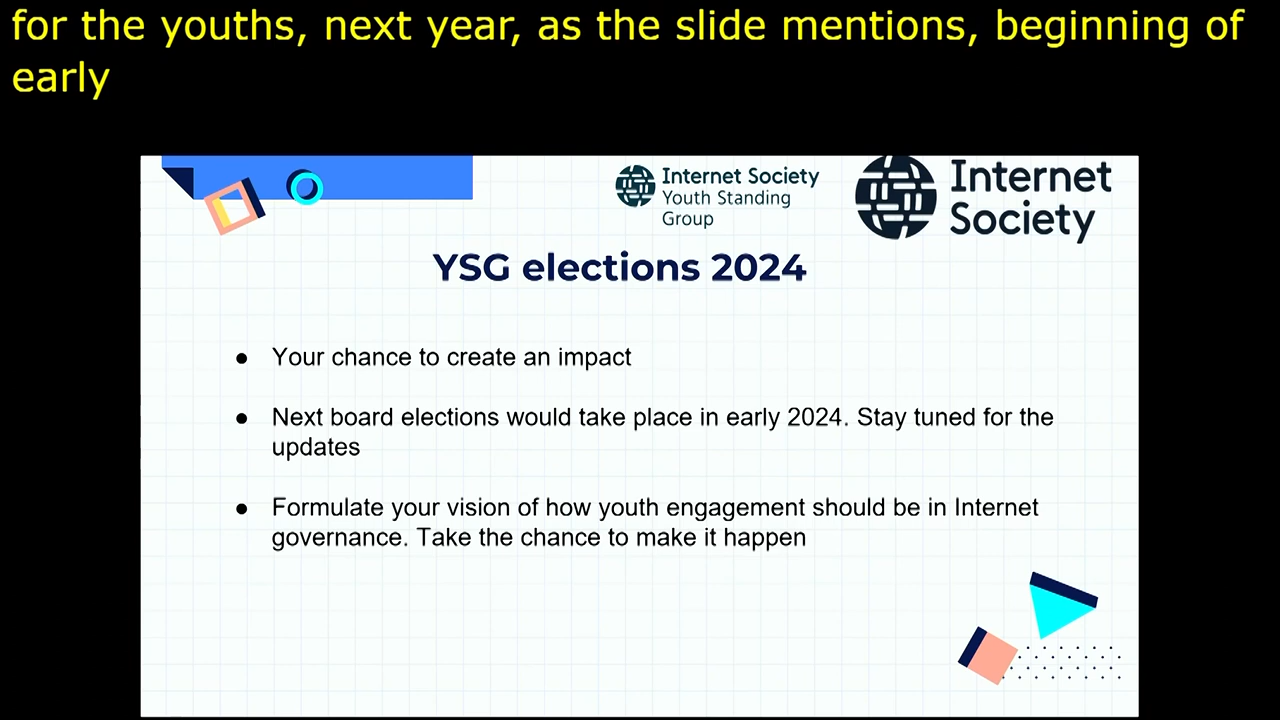 for the youths, next year, as the slide mentions, beginning of
early
Internet Society
Youth Standing
Group
Internet
Society
YSG elections 2024
● Your chance to create an impact
● Next board elections would take place in early 2024. Stay tuned for the
updates
● Formulate your vision of how youth engagement should be in Internet
governance. Take the chance to make it happen